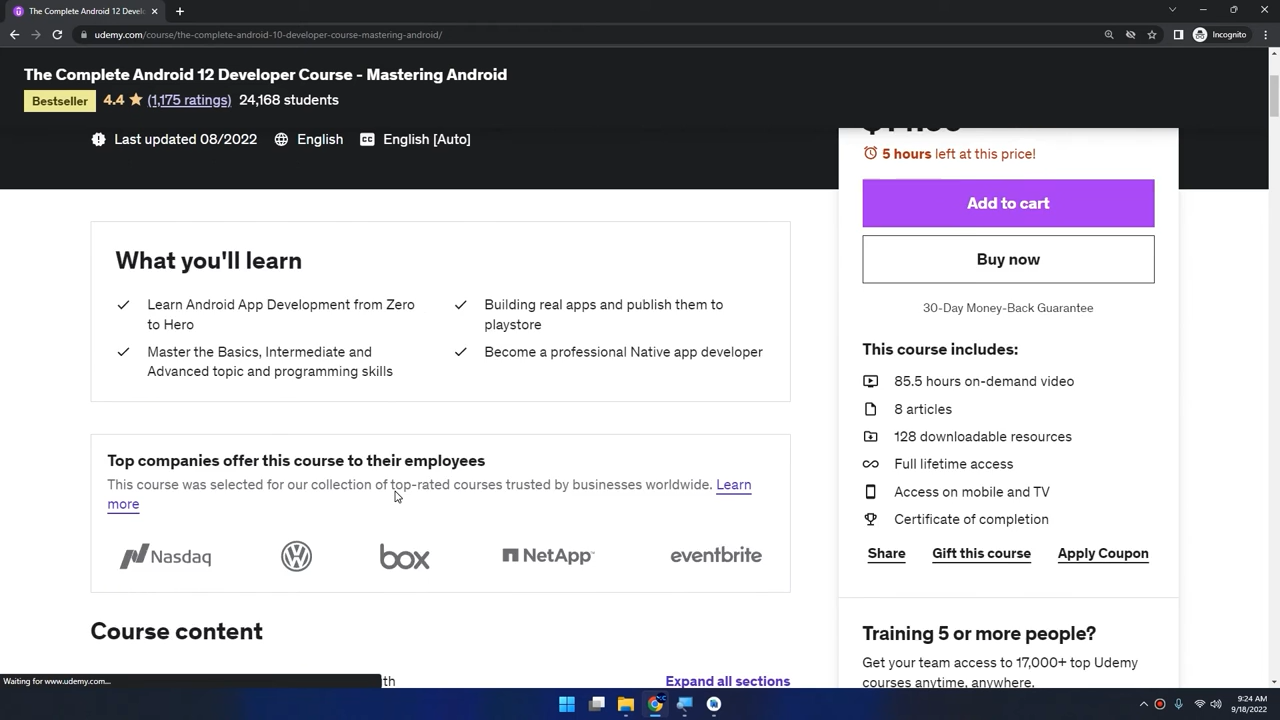 The Complete Android 12 Develo
udemy.com/course/the-complete-android-10-developer-course-mastering-android/
Incognito
The Complete Android 12 Developer Course - Mastering Android
Bestseller 4.4 (1,175 ratings) 24,168 students
Last updated 08/2022 English English [Auto]
5 hours left at this price!
Add to cart
Buy now
30-Day Money-Back Guarantee
What you'll learn
Learn Android App Development from Zero
to Hero
Building real apps and publish them to
playstore
Master the Basics, Intermediate and
Advanced topic and programming skills
Become a professional Native app developer
This course includes:
85.5 hours on-demand video
8 articles
128 downloadable resources
Full lifetime access
Access on mobile and TV
Certificate of completion
Share Gift this course Apply Coupon
Top companies offer this course to their employees
This course was selected for our collection of top-rated courses trusted by businesses worldwide. Learn
more
Nasdaq box NetApp eventbrite
Course content
Expand all sections
Training 5 or more people?
Get your team access to 17,000+ top Udemy
courses anytime, anywhere.
Waiting for www.udemy.com...
9:24 AM
9/18/2022